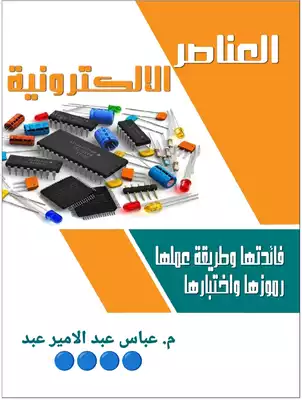 العناصر
الالكترونية
فائدتها وطريقة عملها
رموزها واختبارها
م. عباس عبد الامير عبد